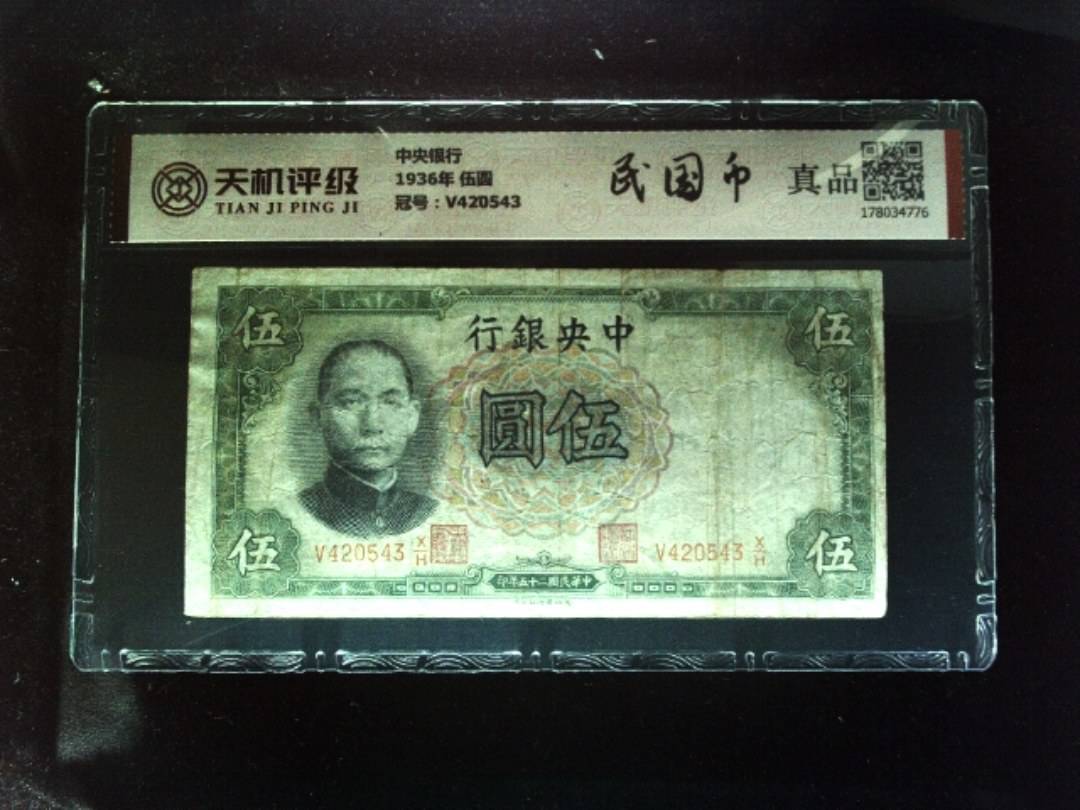 天机评级
TIAN JI PING JI
中央银行
1936年 伍圆
冠号：V420543
民国币
真品
178034776
伍
行銀央中
伍
圓伍
伍
V420543 X/H
V420543 X/H
伍
印年五十二國民華中